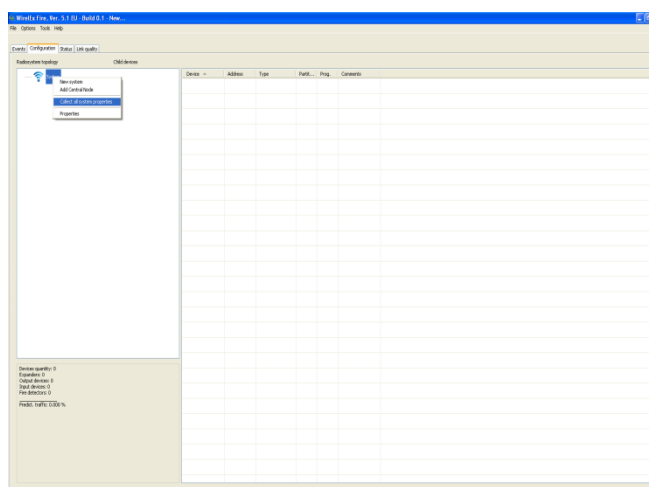 WireEx Fire, Ver. 5.1 EU - Build 0.1 - New...
File Options Tools Help
Events Configuration Status Link quality
Radiosystem topology Child devices
Device Address Type Partit... Prog. Comments
New system
Add Control Node
Collect all system properties
Properties
Devices quantity: 0
Expanders: 0
Output devices: 0
Input devices: 0
Fire detectors: 0
Predict. traffic: 0.000 %